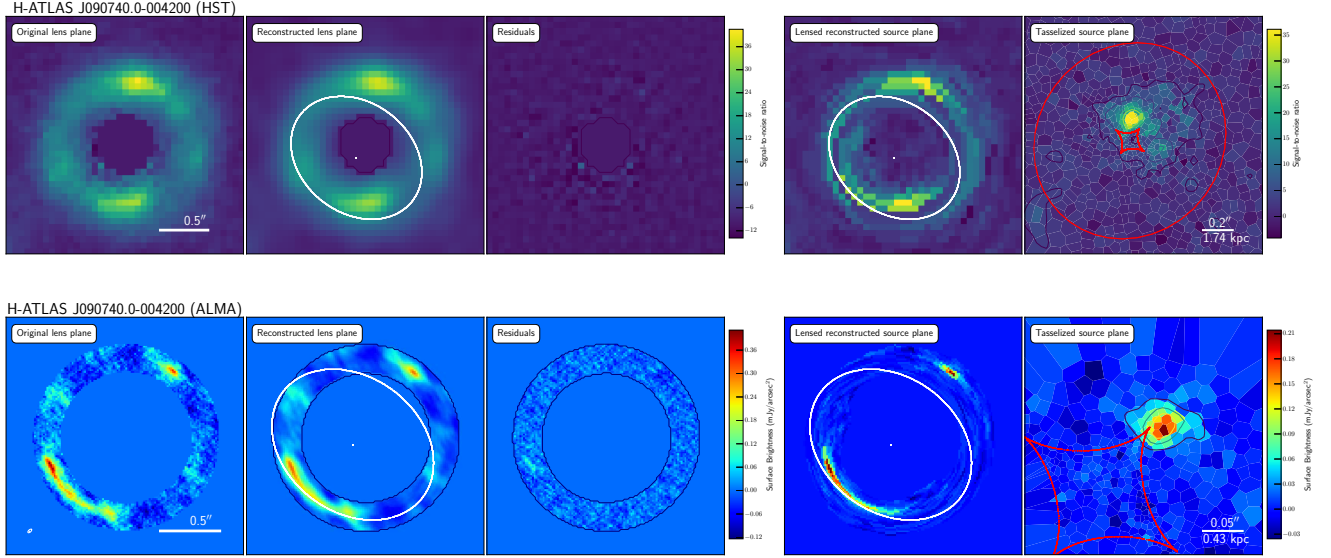 H-ATLAS J090740.0-004200 (HST)
Original lens plane
Reconstructed lens plane
Residuals
Lensed reconstructed source plane
Tasselized source plane
0.5″
36
30
24
18
12
6
0
−6
−12
Signal-to-noise ratio
0.2″
1.74 kpc
35
30
25
20
15
10
5
0
Signal-to-noise ratio
H-ATLAS J090740.0-004200 (ALMA)
Original lens plane
Reconstructed lens plane
Residuals
Lensed reconstructed source plane
Tasselized source plane
0.5″
0.36
0.30
0.24
0.18
0.12
0.06
0.00
−0.06
−0.12
Surface Brightness (mJy/arcsec²)
0.05″
0.43 kpc
0.21
0.18
0.15
0.12
0.09
0.06
0.03
0.00
−0.03
Surface Brightness (mJy/arcsec²)